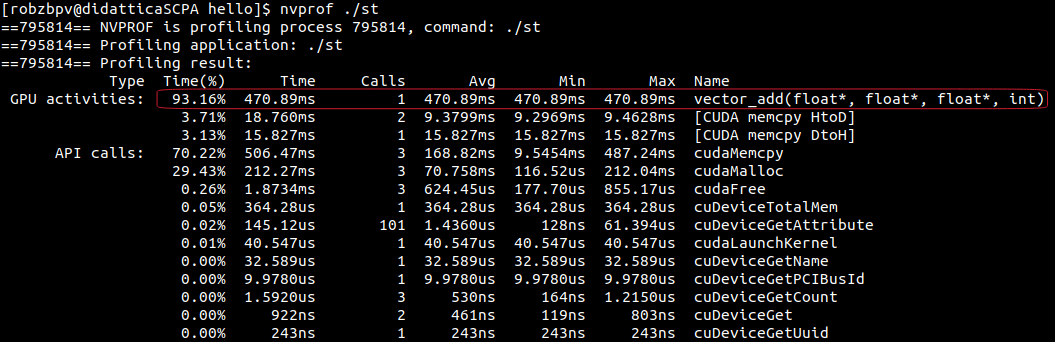 [robzbpv@didatticaSCPA hello]$ nvprof ./st
==795814== NVPROF is profiling process 795814, command: ./st
==795814== Profiling application: ./st
==795814== Profiling result:
Type Time(%) Time Calls Avg Min Max Name
GPU activities: 93.16% 470.89ms 1 470.89ms 470.89ms 470.89ms vector_add(float*, float*, float*, int)
3.71% 18.760ms 2 9.3799ms 9.2969ms 9.4628ms [CUDA memcpy HtoD]
3.13% 15.827ms 1 15.827ms 15.827ms 15.827ms [CUDA memcpy DtoH]
API calls: 70.22% 506.47ms 3 168.82ms 9.5454ms 487.24ms cudaMemcpy
29.43% 212.27ms 3 70.758ms 116.52us 212.04ms cudaMalloc
0.26% 1.8734ms 3 624.45us 177.70us 855.17us cudaFree
0.05% 364.28us 1 364.28us 364.28us 364.28us cuDeviceTotalMem
0.02% 145.12us 101 1.4360us 128ns 61.394us cuDeviceGetAttribute
0.01% 40.547us 1 40.547us 40.547us 40.547us cudaLaunchKernel
0.00% 32.589us 1 32.589us 32.589us 32.589us cuDeviceGetName
0.00% 9.9780us 1 9.9780us 9.9780us 9.9780us cuDeviceGetPCIBusId
0.00% 1.5920us 3 530ns 164ns 1.2150us cuDeviceGetCount
0.00% 922ns 2 461ns 119ns 803ns cuDeviceGet
0.00% 243ns 1 243ns 243ns 243ns cuDeviceGetUuid